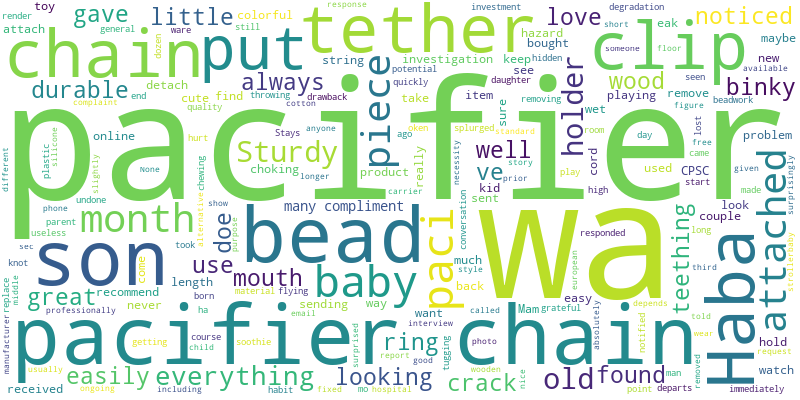 pacifier
wa
pacifier chain
tether
chain
clip
bead
son
Haba
put
baby
month
paci
piece
attached
holder
Sturdy
old
found
ring
mouth
everything
easily
looking
crack
great
use
doe
ve
well
wood
binky
noticed
teething
durable
always
love
little
gave
many compliment
toy
attach
colorful
render
response
still
general
dozen
ware
short
eak
bought
string
potential
quickly
investigation
hazard
keep
see
daughter
investment
degradation
hidden
someone
floor
seen
beadwork
new
available
maybe
remove
playing
removing
item
drawback
throwing
detach
cute
find
quality
complaint
end
online
plastic
silicone
different
undone
None
slightly
hurt
chewing
Stays
choking
cotton
anyone
longer
ago
product
take
really
okan
splurged
standard
sure
wet
figure
room
cord
used
day
lost
free
came
CPSC
given
problem
surprisingly
phone
parent
useless
sec
knot
alternative
come
took
show
purpose
born
length
story
prior
carrier
necessity
kid
sent
conversation
high
play
start
made
look
couple
long
third
strollerbaby
responded
much
style
back
european
easy
depends
notified
told
wear
request
hold
watch
immediately
departs
removed
man
point
want
Mam
called
grateful
interview
photo
absolutely
nice
wooden
fixed
tugging
good
report
mo
hospital
habit
way
surprised
sending
flying
email
material
ha
course
child
soothie
getting
usually
including
ongoing
received
never
recommend
professionally
middle
replace
manufacturer